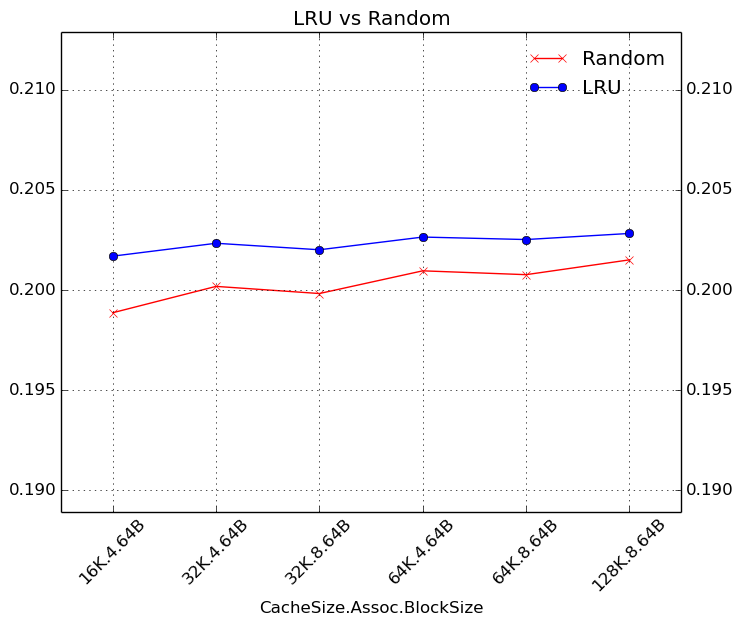 LRU vs Random
Random
LRU
0.210 0.210
0.205 0.205
0.200 0.200
0.195 0.195
0.190 0.190
16K.4.64B 32K.4.64B 32K.8.64B 64K.4.64B 64K.8.64B 128K.8.64B
CacheSize.Assoc.BlockSize